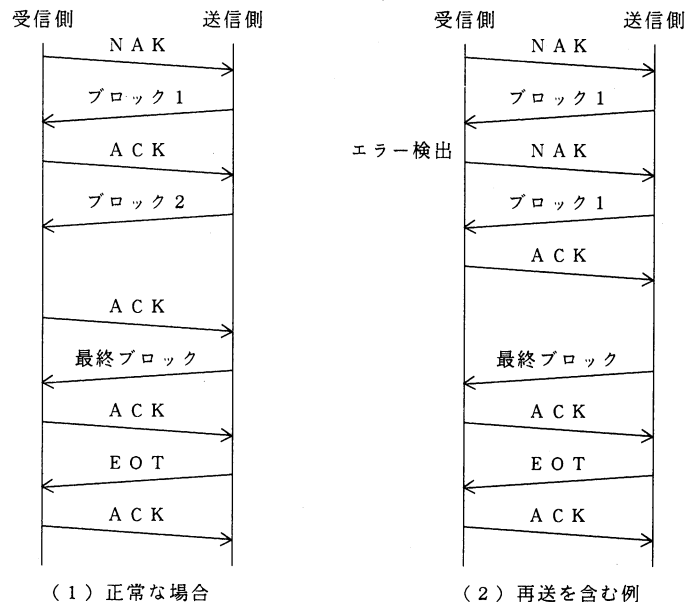 受信側 送信側
NAK
ブロック1
ACK
ブロック2
ACK
最終ブロック
ACK
EOT
ACK
(1)正常な場合
受信側 送信側
NAK
ブロック1
エラー検出 NAK
ブロック1
ACK
最終ブロック
ACK
EOT
ACK
(2)再送を含む例